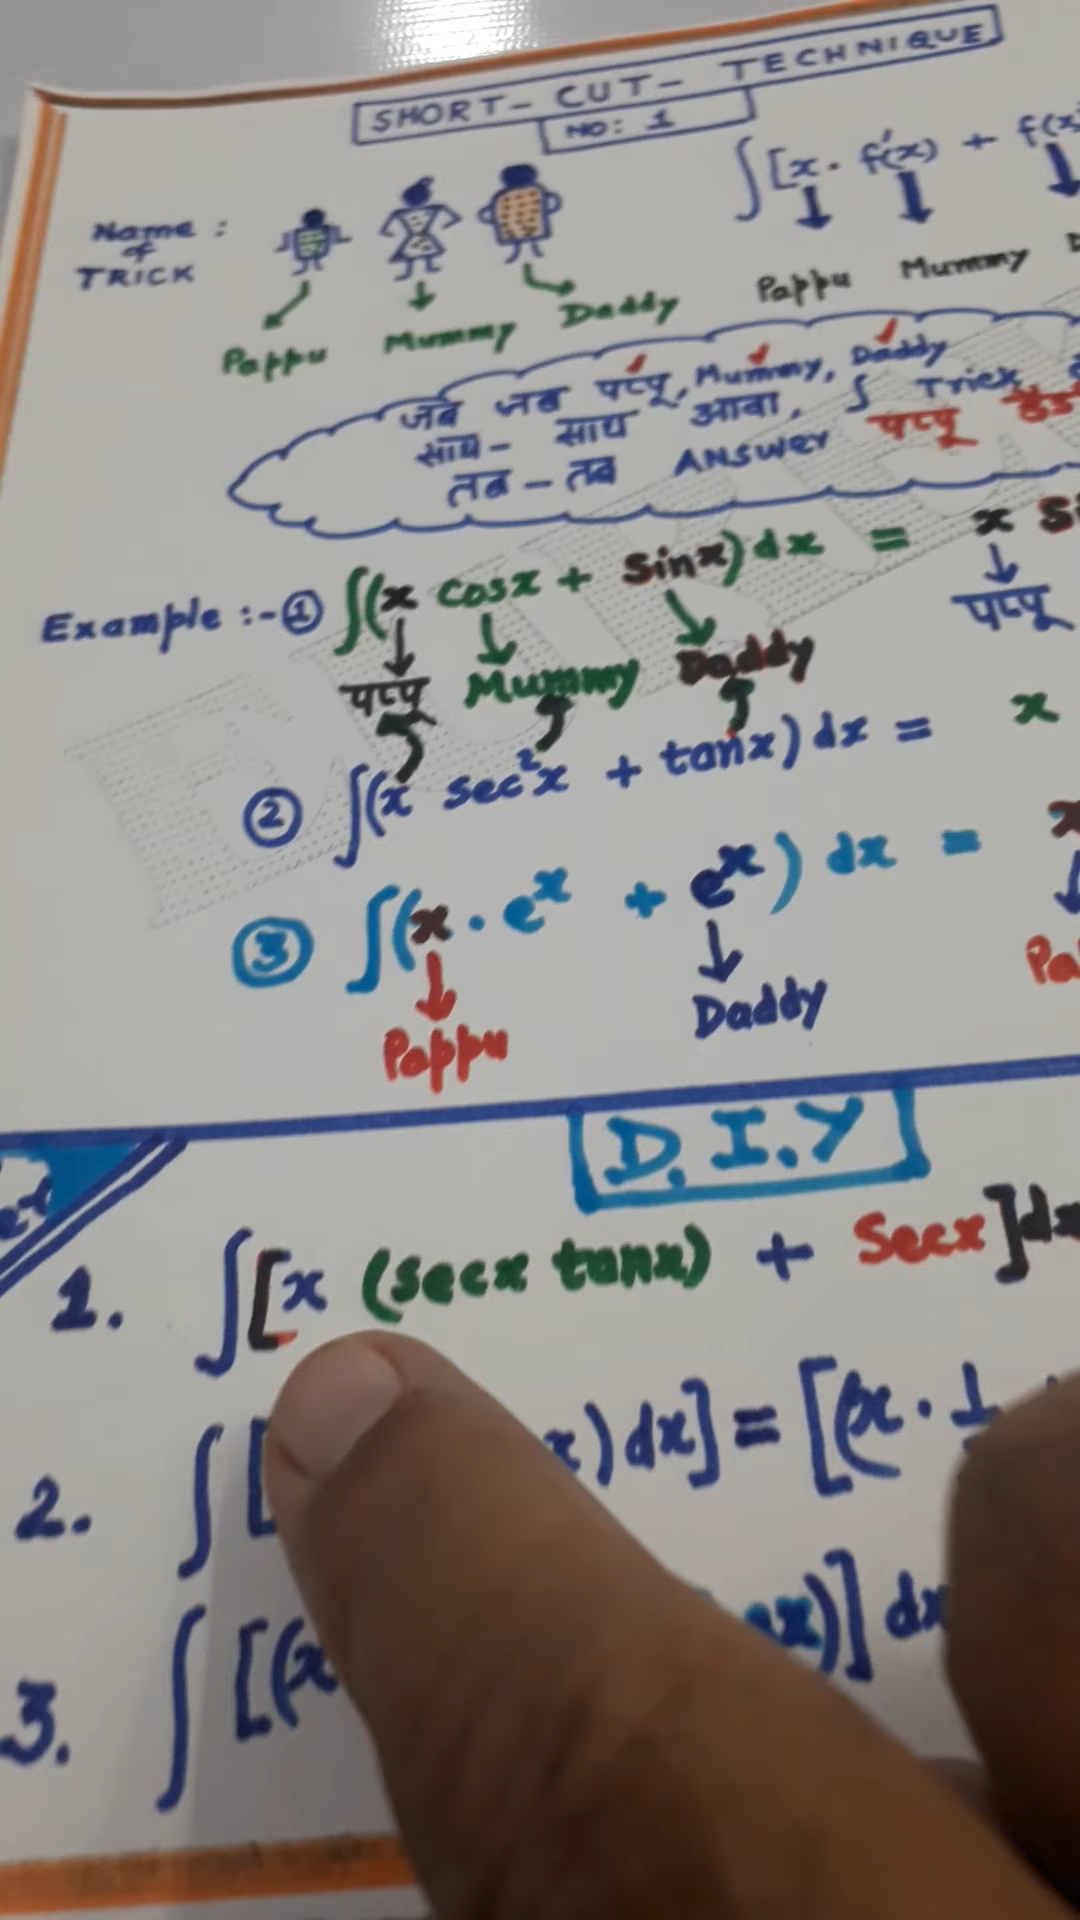 SHORT- CUT- TECHNIQUE
NO: 1
Name of TRICK :
Pappu Mummy Daddy
∫[x. f'(x) + f(x)
Pappu Mummy
जब जब पप्पू, Mummy, Daddy
साथ- साथ आवा, ∫ Trick
तब-तब ANSWER पप्पू
Example :-① ∫(x cosx + sinx)dx = x
पप्पू Mummy Daddy पप्पू
② ∫(x sec²x + tanx)dx = x
③ ∫(x.eˣ + eˣ) dx =
Pappu Daddy
D.I.Y
1. ∫[x (secx tanx) + Secx]dx
2. ∫[ x)dx] = [(x.1
3. ∫[(x x)]dx